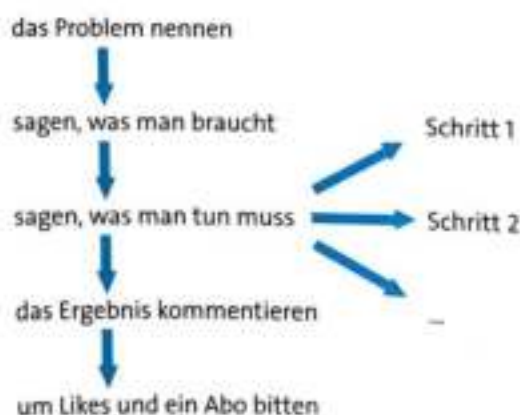 das Problem nennen
sagen, was man braucht
Schritt 1
sagen, was man tun muss
Schritt 2
...
das Ergebnis kommentieren
um Likes und ein Abo bitten